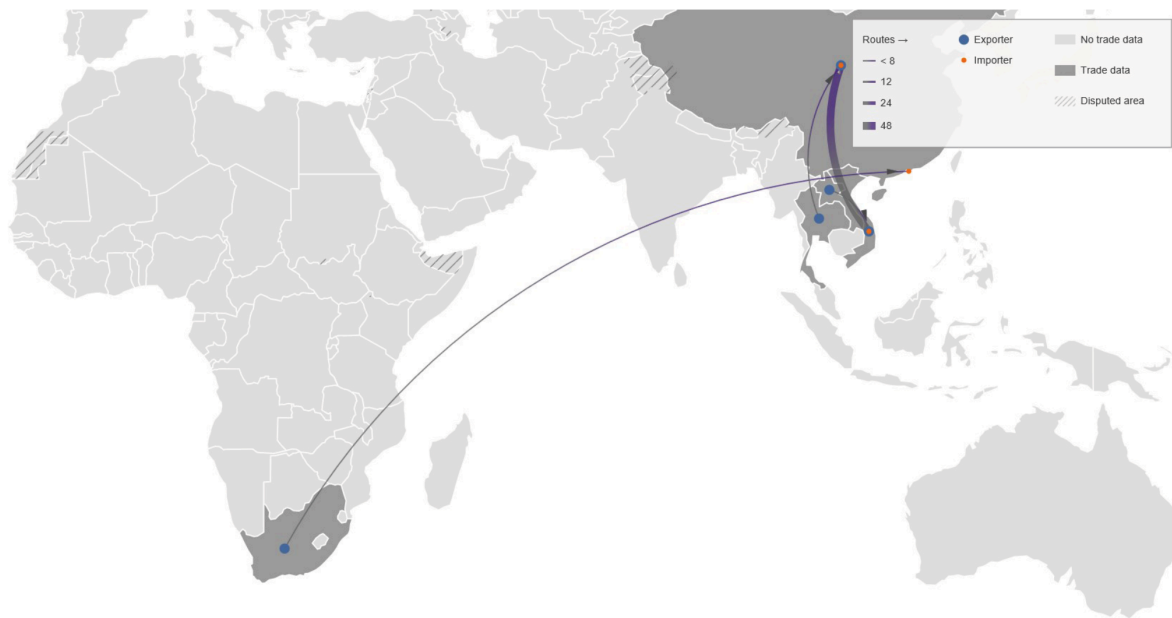 Routes →
< 8
12
24
48
Exporter
Importer
No trade data
Trade data
Disputed area